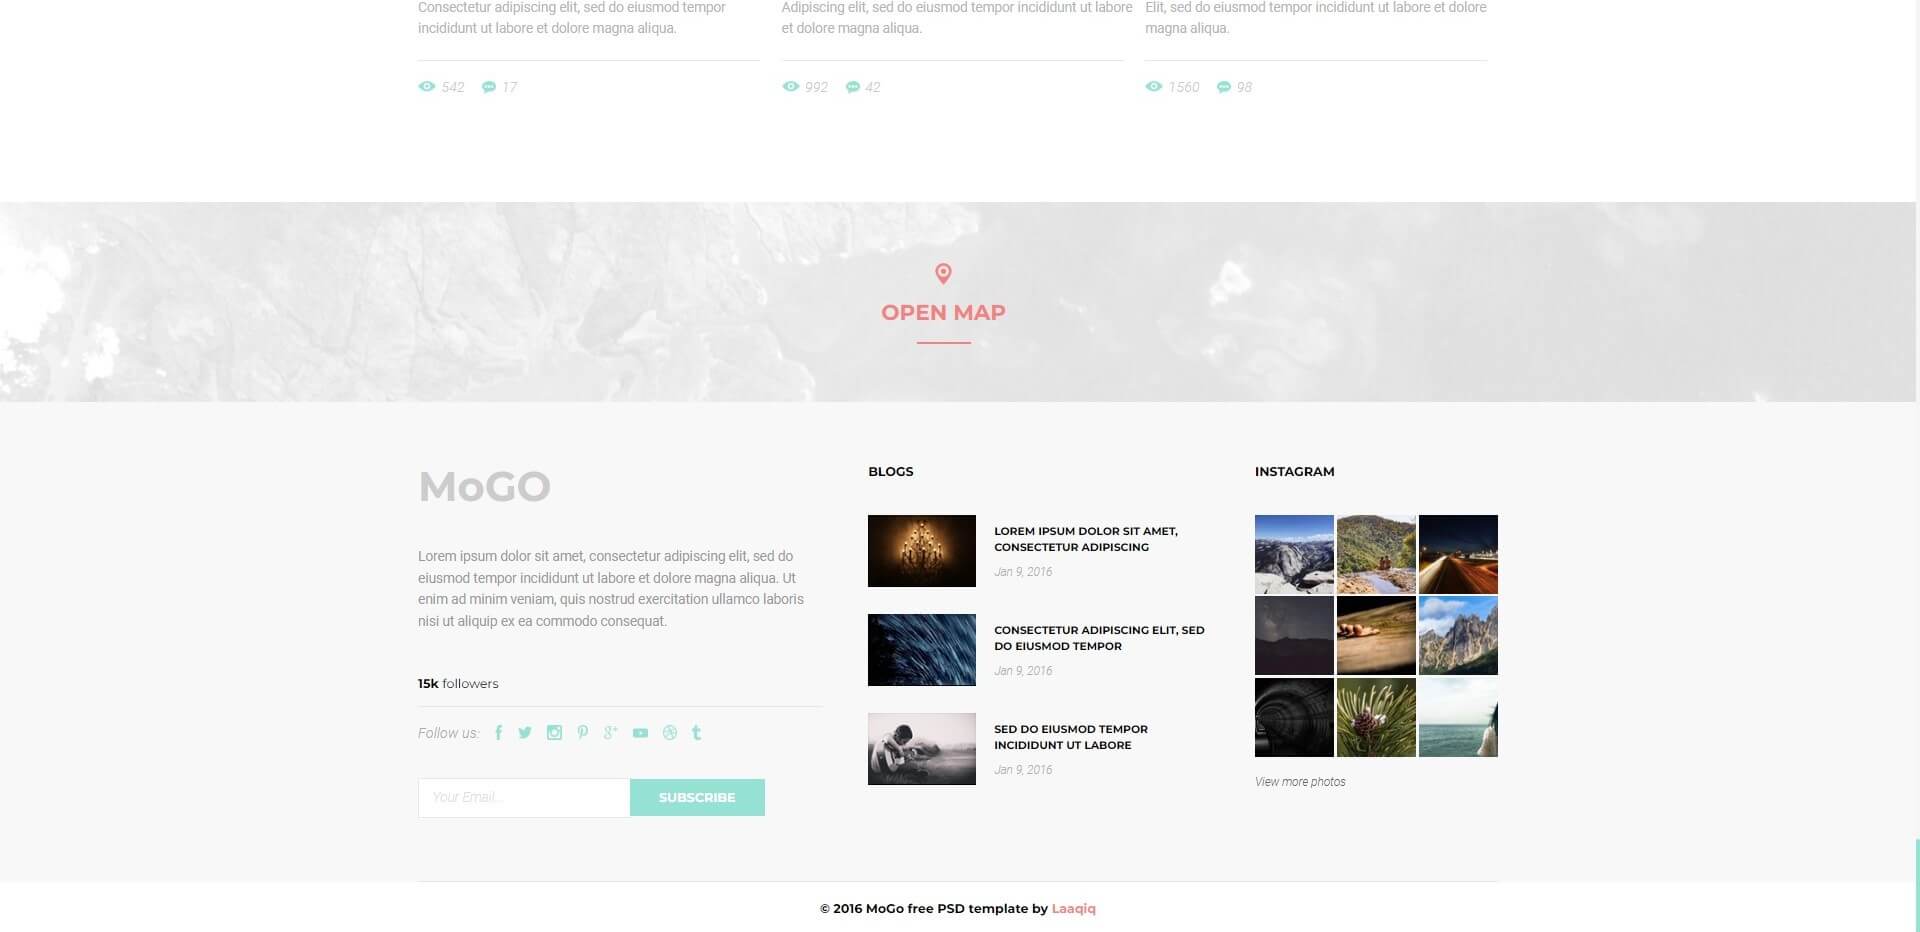 Consectetur adipiscing elit, sed do eiusmod tempor
incididunt ut labore et dolore magna aliqua.
542 17
Adipiscing elit, sed do eiusmod tempor incididunt ut labore
et dolore magna aliqua.
992 42
Elit, sed do eiusmod tempor incididunt ut labore et dolore
magna aliqua.
1560 98
OPEN MAP
MoGO
Lorem ipsum dolor sit amet, consectetur adipiscing elit, sed do
eiusmod tempor incididunt ut labore et dolore magna aliqua. Ut
enim ad minim veniam, quis nostrud exercitation ullamco laboris
nisi ut aliquip ex ea commodo consequat.
15k followers
Follow us:
Your Email...
SUBSCRIBE
BLOGS
LOREM IPSUM DOLOR SIT AMET,
CONSECTETUR ADIPISCING
Jan 9, 2016
CONSECTETUR ADIPISCING ELIT, SED
DO EIUSMOD TEMPOR
Jan 9, 2016
SED DO EIUSMOD TEMPOR
INCIDIDUNT UT LABORE
Jan 9, 2016
INSTAGRAM
View more photos
© 2016 MoGo free PSD template by Laaqiq